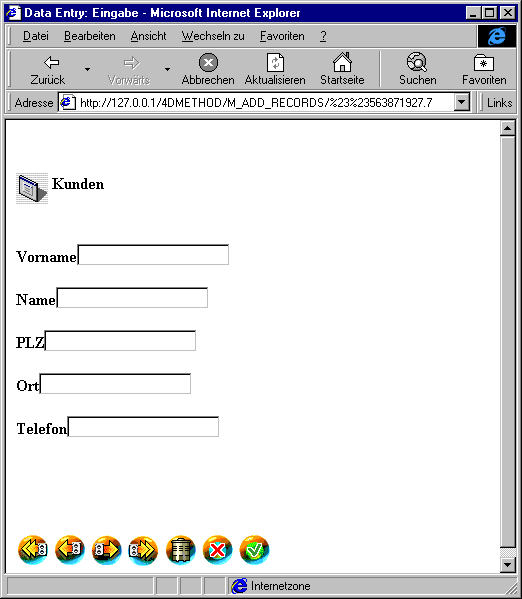 Data Entry: Eingabe - Microsoft Internet Explorer
Datei Bearbeiten Ansicht Wechseln zu Favoriten ?
Zurück Vorwärts Abbrechen Aktualisieren Startseite Suchen Favoriten
Adresse http://127.0.0.1/4DMETHOD/M_ADD_RECORDS/%23%23563871927.7 Links
Kunden
Vorname
Name
PLZ
Ort
Telefon
Internetzone